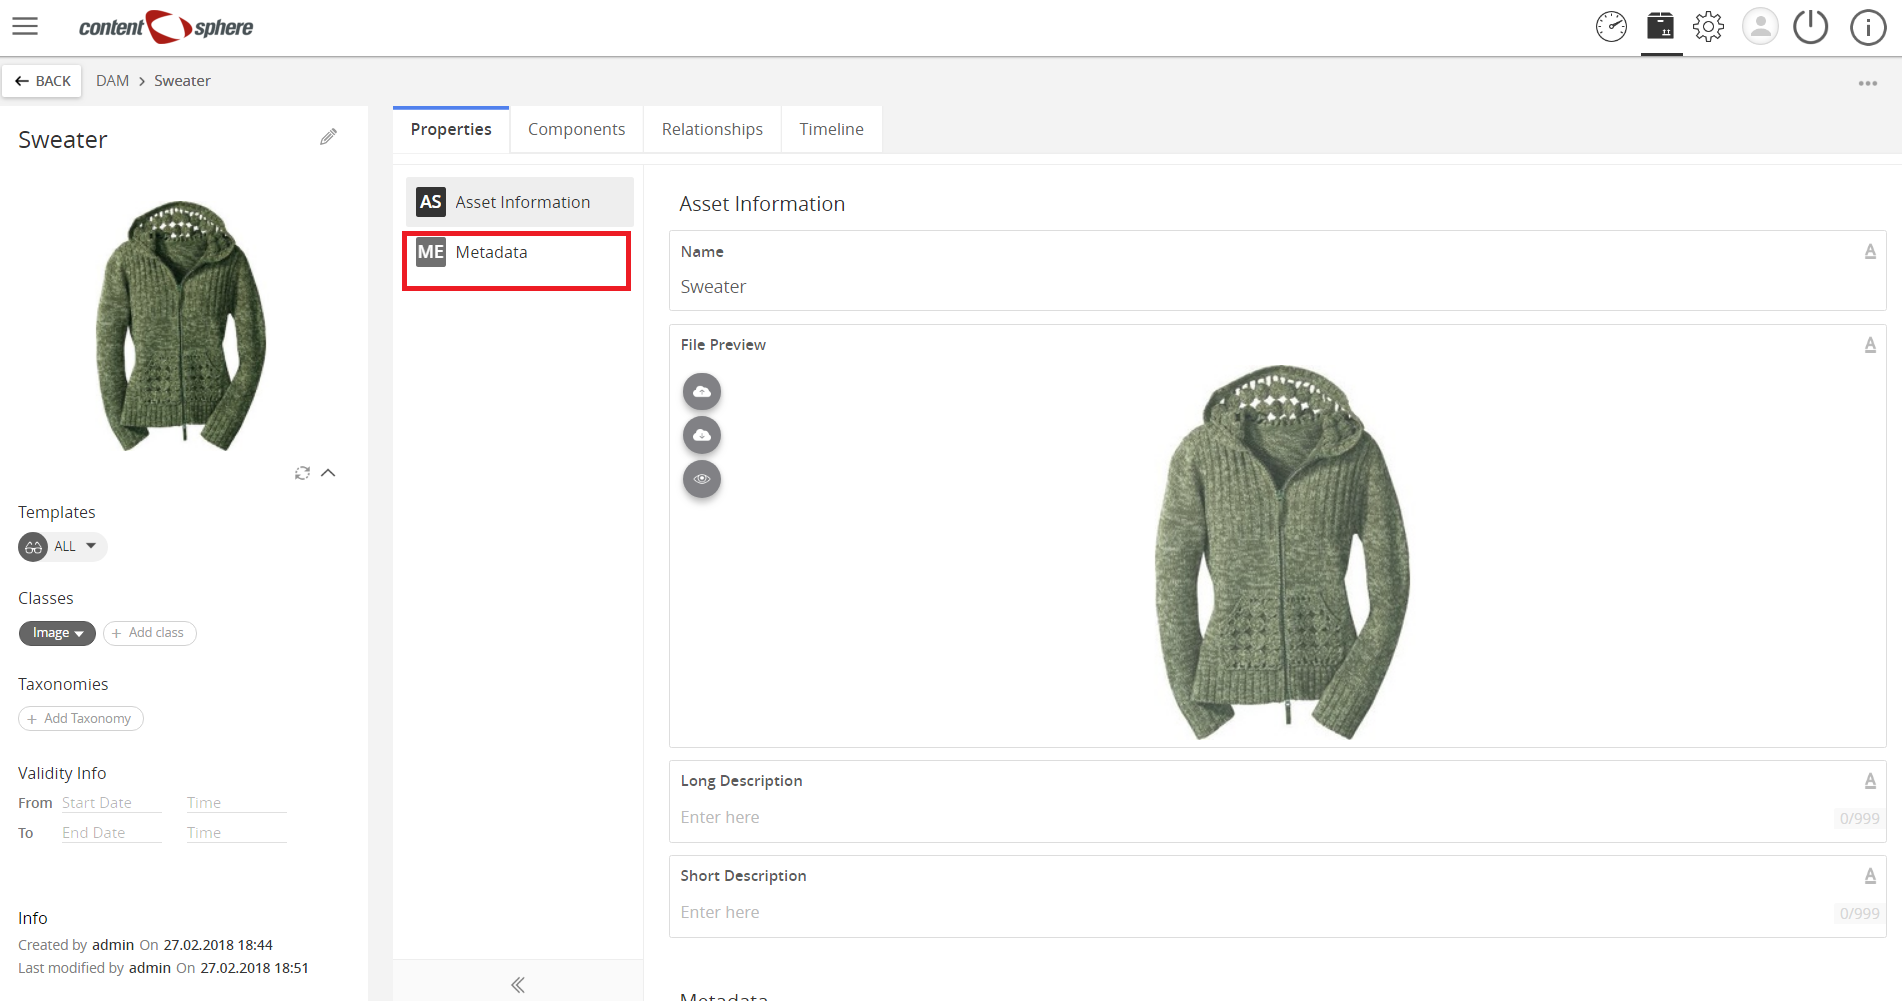 content sphere
BACK DAM Sweater
Sweater
Templates
ALL
Classes
Image + Add class
Taxonomies
+ Add Taxonomy
Validity Info
From Start Date Time
To End Date Time
Info
Created by admin On 27.02.2018 18:44
Last modified by admin On 27.02.2018 18:51
Properties Components Relationships Timeline
AS Asset Information
ME Metadata
Asset Information
Name A
Sweater
File Preview A
Long Description A
Enter here 0/999
Short Description A
Enter here 0/999
Metadata